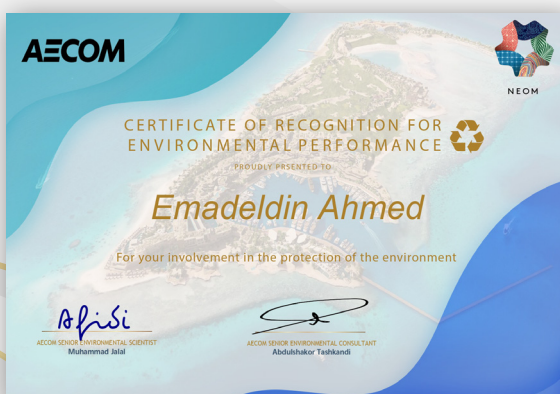 AECOM
NEOM
CERTIFICATE OF RECOGNITION FOR
ENVIRONMENTAL PERFORMANCE
PROUDLY PRSENTED TO
Emadeldin Ahmed
For your involvement in the protection of the environment
AECOM SENIOR ENVIRONMENTAL SCIENTIST
Muhammad Jalal
AECOM SENIOR ENVIRONMENTAL CONSULTANT
Abdulshakor Tashkandi